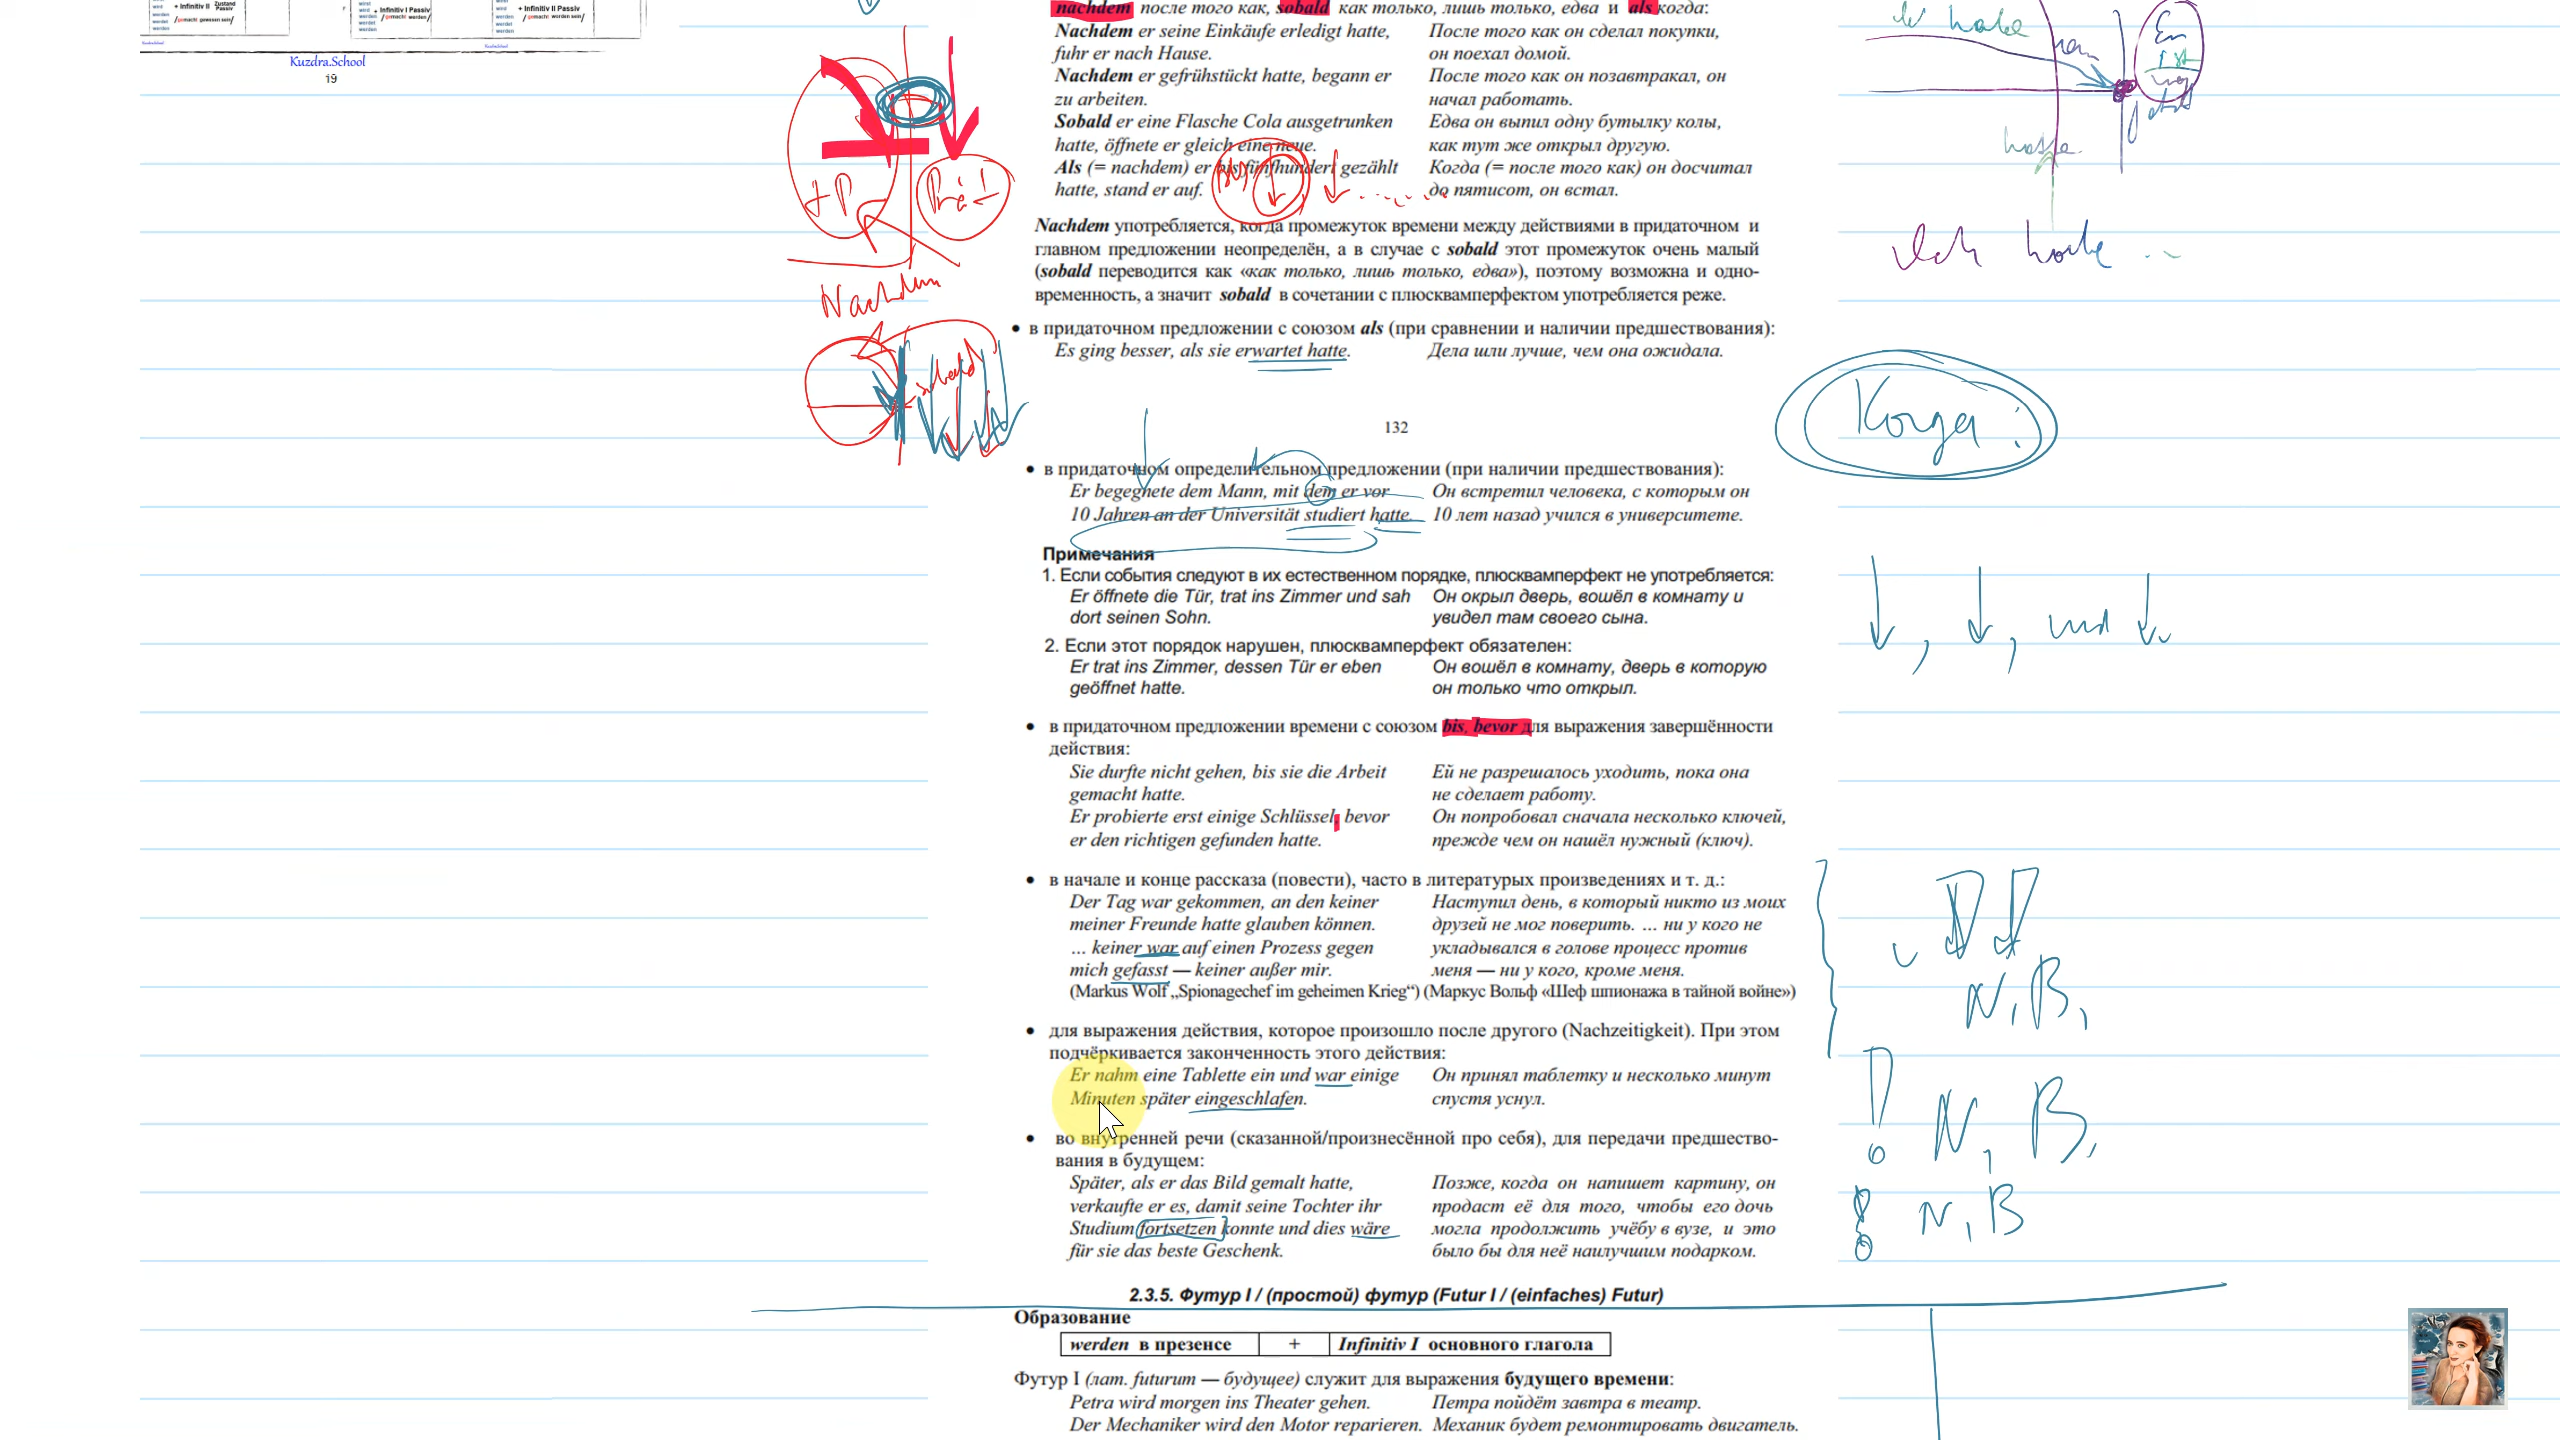 + Infinitiv II Zustand Passiv
+ Infinitiv I Passiv
+ Infinitiv II Passiv
Kuzdra.School
19
nachdem после того как, sobald как только, лишь только, едва и als когда:
Nachdem er seine Einkäufe erledigt hatte, После того как он сделал покупки,
fuhr er nach Hause. он поехал домой.
Nachdem er gefrühstückt hatte, begann er После того как он позавтракал, он
zu arbeiten. начал работать.
Sobald er eine Flasche Cola ausgetrunken Едва он выпил одну бутылку колы,
hatte, öffnete er gleich eine neue. как тут же открыл другую.
Als (= nachdem) er bis fünfhundert gezählt Когда (= после того как) он досчитал
hatte, stand er auf. до пятисот, он встал.
Nachdem употребляется, когда промежуток времени между действиями в придаточном и
главном предложении неопределён, а в случае с sobald этот промежуток очень малый
(sobald переводится как «как только, лишь только, едва»), поэтому возможна и одно-
временность, а значит sobald в сочетании с плюсквамперфектом употребляется реже.
• в придаточном предложении с союзом als (при сравнении и наличии предшествования):
Es ging besser, als sie erwartet hatte. Дела шли лучше, чем она ожидала.
132
• в придаточном определительном предложении (при наличии предшествования):
Er begegnete dem Mann, mit dem er vor Он встретил человека, с которым он
10 Jahren an der Universität studiert hatte. 10 лет назад учился в университете.
Примечания
1. Если события следуют в их естественном порядке, плюсквамперфект не употребляется:
Er öffnete die Tür, trat ins Zimmer und sah Он окрыл дверь, вошёл в комнату и
dort seinen Sohn. увидел там своего сына.
2. Если этот порядок нарушен, плюсквамперфект обязателен:
Er trat ins Zimmer, dessen Tür er eben Он вошёл в комнату, дверь в которую
geöffnet hatte. он только что открыл.
• в придаточном предложении времени с союзом bis, bevor для выражения завершённости
действия:
Sie durfte nicht gehen, bis sie die Arbeit Ей не разрешалось уходить, пока она
gemacht hatte. не сделает работу.
Er probierte erst einige Schlüssel, bevor Он попробовал сначала несколько ключей,
er den richtigen gefunden hatte. прежде чем он нашёл нужный (ключ).
• в начале и конце рассказа (повести), часто в литературых произведениях и т. д.:
Der Tag war gekommen, an den keiner Наступил день, в который никто из моих
meiner Freunde hatte glauben können. друзей не мог поверить. … ни у кого не
… keiner war auf einen Prozess gegen укладывался в голове процесс против
mich gefasst — keiner außer mir. меня — ни у кого, кроме меня.
(Markus Wolf „Spionagechef im geheimen Krieg“) (Маркус Вольф «Шеф шпионажа в тайной войне»)
• для выражения действия, которое произошло после другого (Nachzeitigkeit). При этом
подчёркивается законченность этого действия:
Er nahm eine Tablette ein und war einige Он принял таблетку и несколько минут
Minuten später eingeschlafen. спустя уснул.
• во внутренней речи (сказанной/произнесённой про себя), для передачи предшество-
вания в будущем:
Später, als er das Bild gemalt hatte, Позже, когда он напишет картину, он
verkaufte er es, damit seine Tochter ihr продаст её для того, чтобы его дочь
Studium fortsetzen konnte und dies wäre могла продолжить учёбу в вузе, и это
für sie das beste Geschenk. было бы для неё наилучшим подарком.
2.3.5. Футур I / (простой) футур (Futur I / (einfaches) Futur)
Образование
werden в презенсе + Infinitiv I основного глагола
Футур I (лат. futurum — будущее) служит для выражения будущего времени:
Petra wird morgen ins Theater gehen. Петра пойдёт завтра в театр.
Der Mechaniker wird den Motor reparieren. Механик будет ремонтировать двигатель.
Nachdem
sobald
Когда:
, , und
N, B,
N, B,
N, B